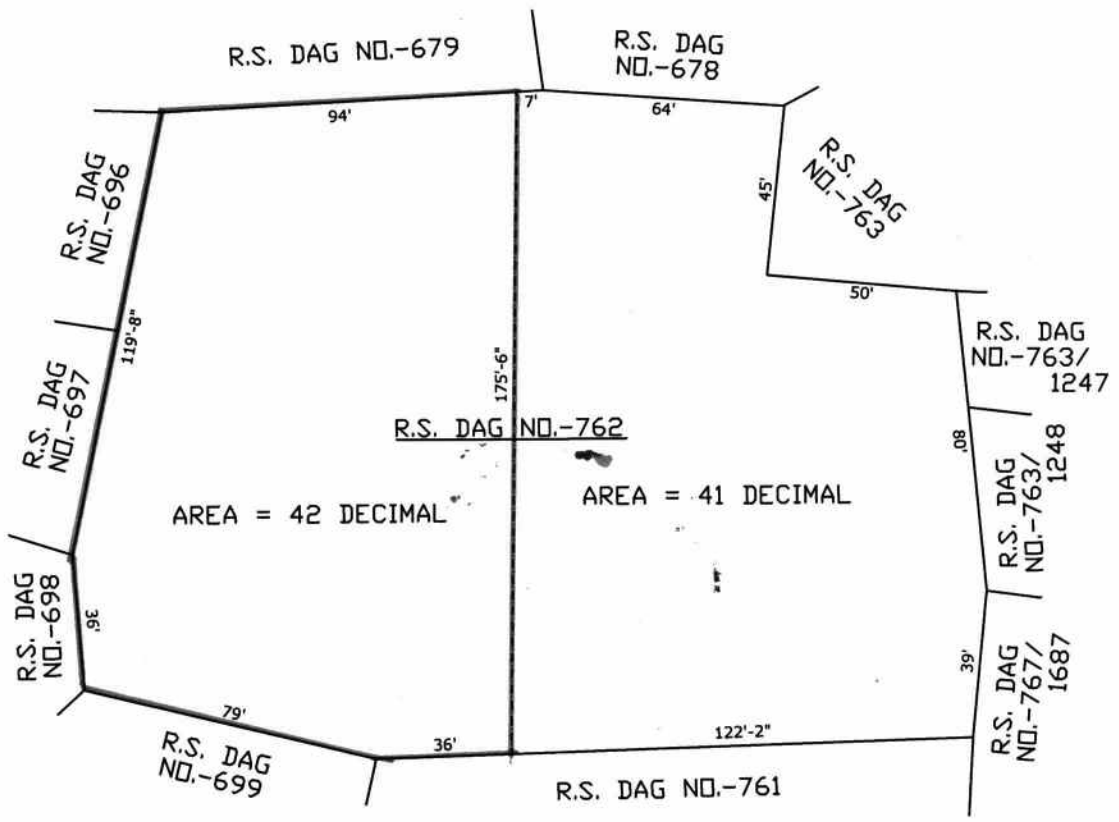 R.S. DAG NO.-679
R.S. DAG
NO.-678
94'
7'
64'
R.S. DAG
NO.-696
45'
R.S. DAG
NO.-763
50'
119'-8"
175'-6"
R.S. DAG
NO.-763/
1247
R.S. DAG
NO.-697
R.S. DAG NO.-762
80'
R.S. DAG
NO.-763/
1248
AREA = 42 DECIMAL
AREA = 41 DECIMAL
R.S. DAG
NO.-698
36'
39'
R.S. DAG
NO.-767/
1687
79'
36'
122'-2"
R.S. DAG
NO.-699
R.S. DAG NO.-761